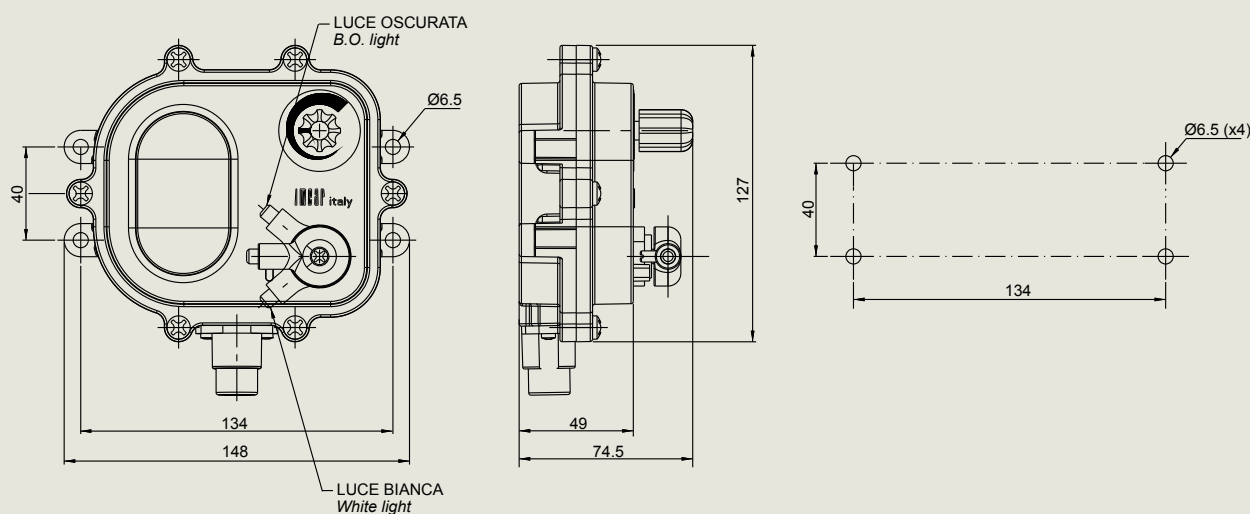 LUCE OSCURATA
B.O. light
Ø6.5
Ø6.5 (x4)
40
127
40
AMCAP italy
134
134
49
148
74.5
LUCE BIANCA
White light